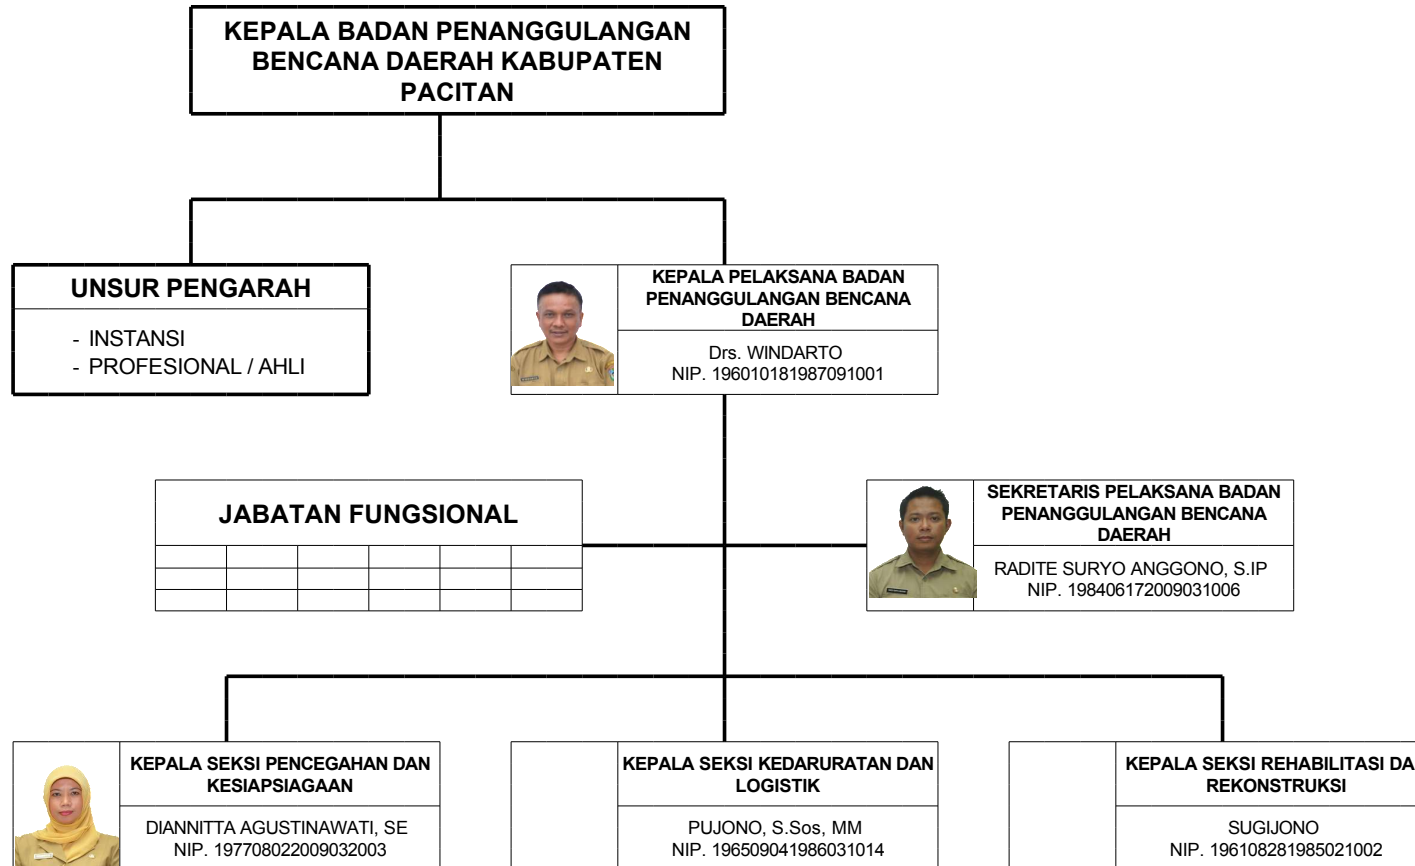 KEPALA BADAN PENANGGULANGAN
BENCANA DAERAH KABUPATEN
PACITAN
UNSUR PENGARAH
- INSTANSI
- PROFESIONAL / AHLI
KEPALA PELAKSANA BADAN
PENANGGULANGAN BENCANA
DAERAH
Drs. WINDARTO
NIP. 196010181987091001
JABATAN FUNGSIONAL
SEKRETARIS PELAKSANA BADAN
PENANGGULANGAN BENCANA
DAERAH
RADITE SURYO ANGGONO, S.IP
NIP. 198406172009031006
KEPALA SEKSI PENCEGAHAN DAN
KESIAPSIAGAAN
DIANNITTA AGUSTINAWATI, SE
NIP. 197708022009032003
KEPALA SEKSI KEDARURATAN DAN
LOGISTIK
PUJONO, S.Sos, MM
NIP. 196509041986031014
KEPALA SEKSI REHABILITASI DA
REKONSTRUKSI
SUGIJONO
NIP. 196108281985021002